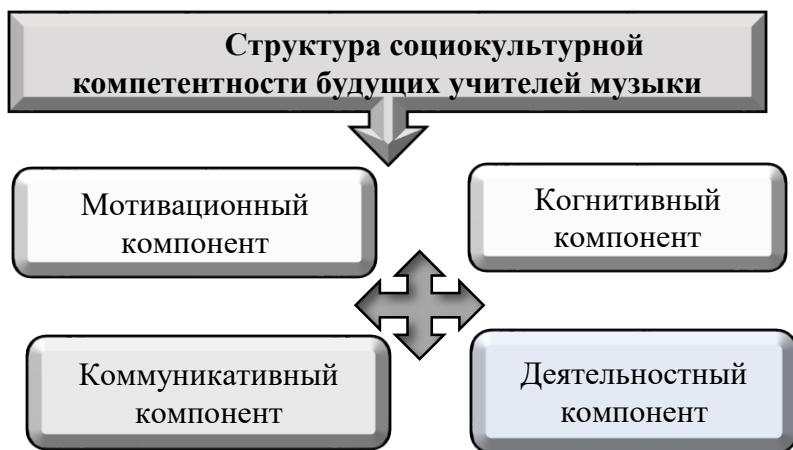 Структура социокультурной
компетентности будущих учителей музыки
Мотивационный
компонент
Когнитивный
компонент
Коммуникативный
компонент
Деятельностный
компонент